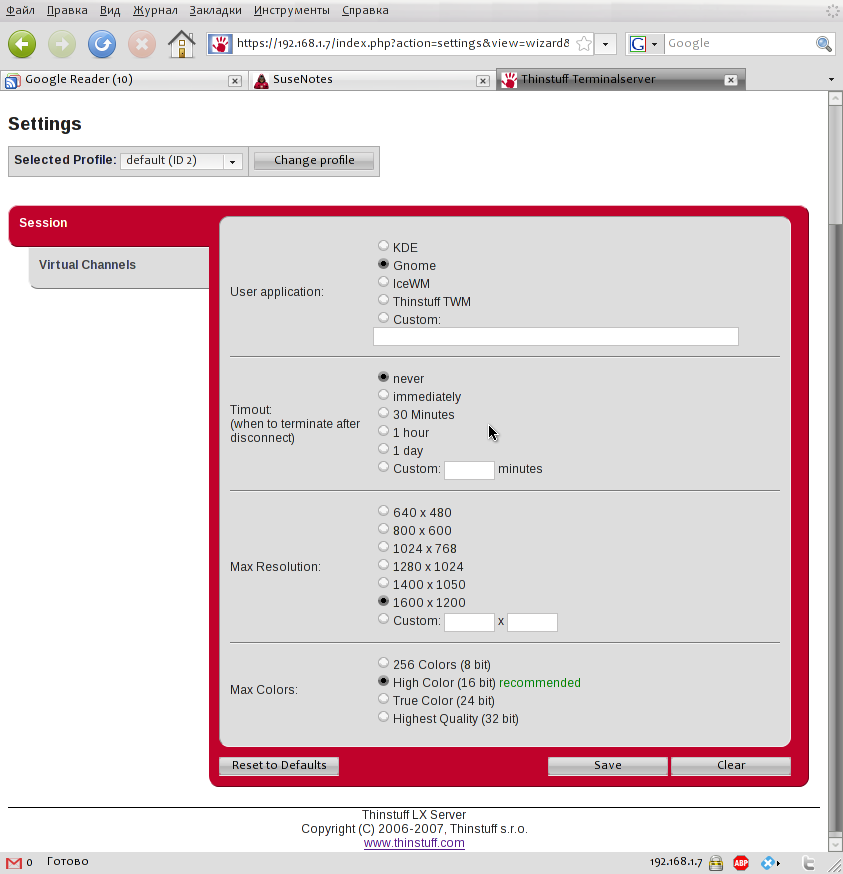 Файл Правка Вид Журнал Закладки Инструменты Справка
https://192.168.1.7/index.php?action=settings&view=wizard& G Google
Google Reader (10) SuseNotes Thinstuff Terminalserver
Settings
Selected Profile: default (ID 2) Change profile
Session
Virtual Channels
User application:
KDE
Gnome
IceWM
Thinstuff TWM
Custom:
Timout:
(when to terminate after
disconnect)
never
immediately
30 Minutes
1 hour
1 day
Custom: minutes
Max Resolution:
640 x 480
800 x 600
1024 x 768
1280 x 1024
1400 x 1050
1600 x 1200
Custom: x
Max Colors:
256 Colors (8 bit)
High Color (16 bit) recommended
True Color (24 bit)
Highest Quality (32 bit)
Reset to Defaults Save Clear
Thinstuff LX Server
Copyright (C) 2006-2007, Thinstuff s.r.o.
www.thinstuff.com
0 Готово 192.168.1.7 ABP